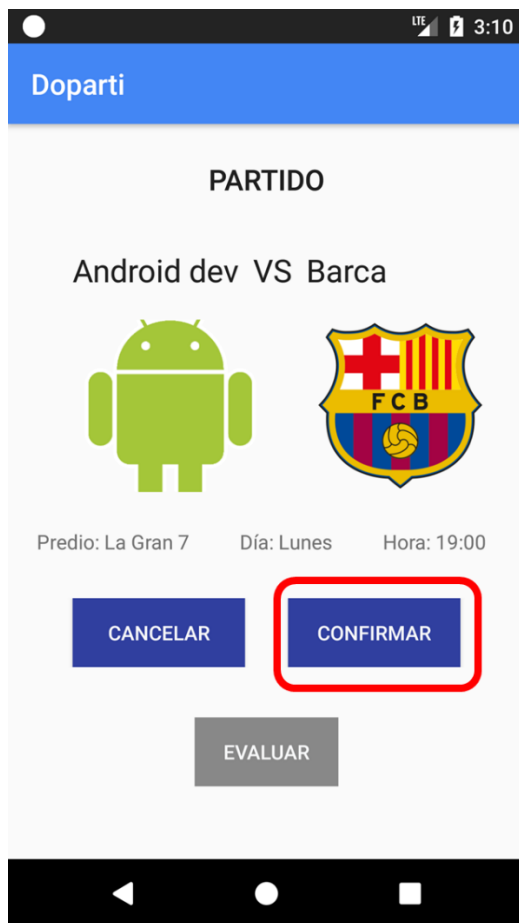 LTE 3:10
Doparti
PARTIDO
Android dev VS Barca
FCB
Predio: La Gran 7 Día: Lunes Hora: 19:00
CANCELAR CONFIRMAR
EVALUAR